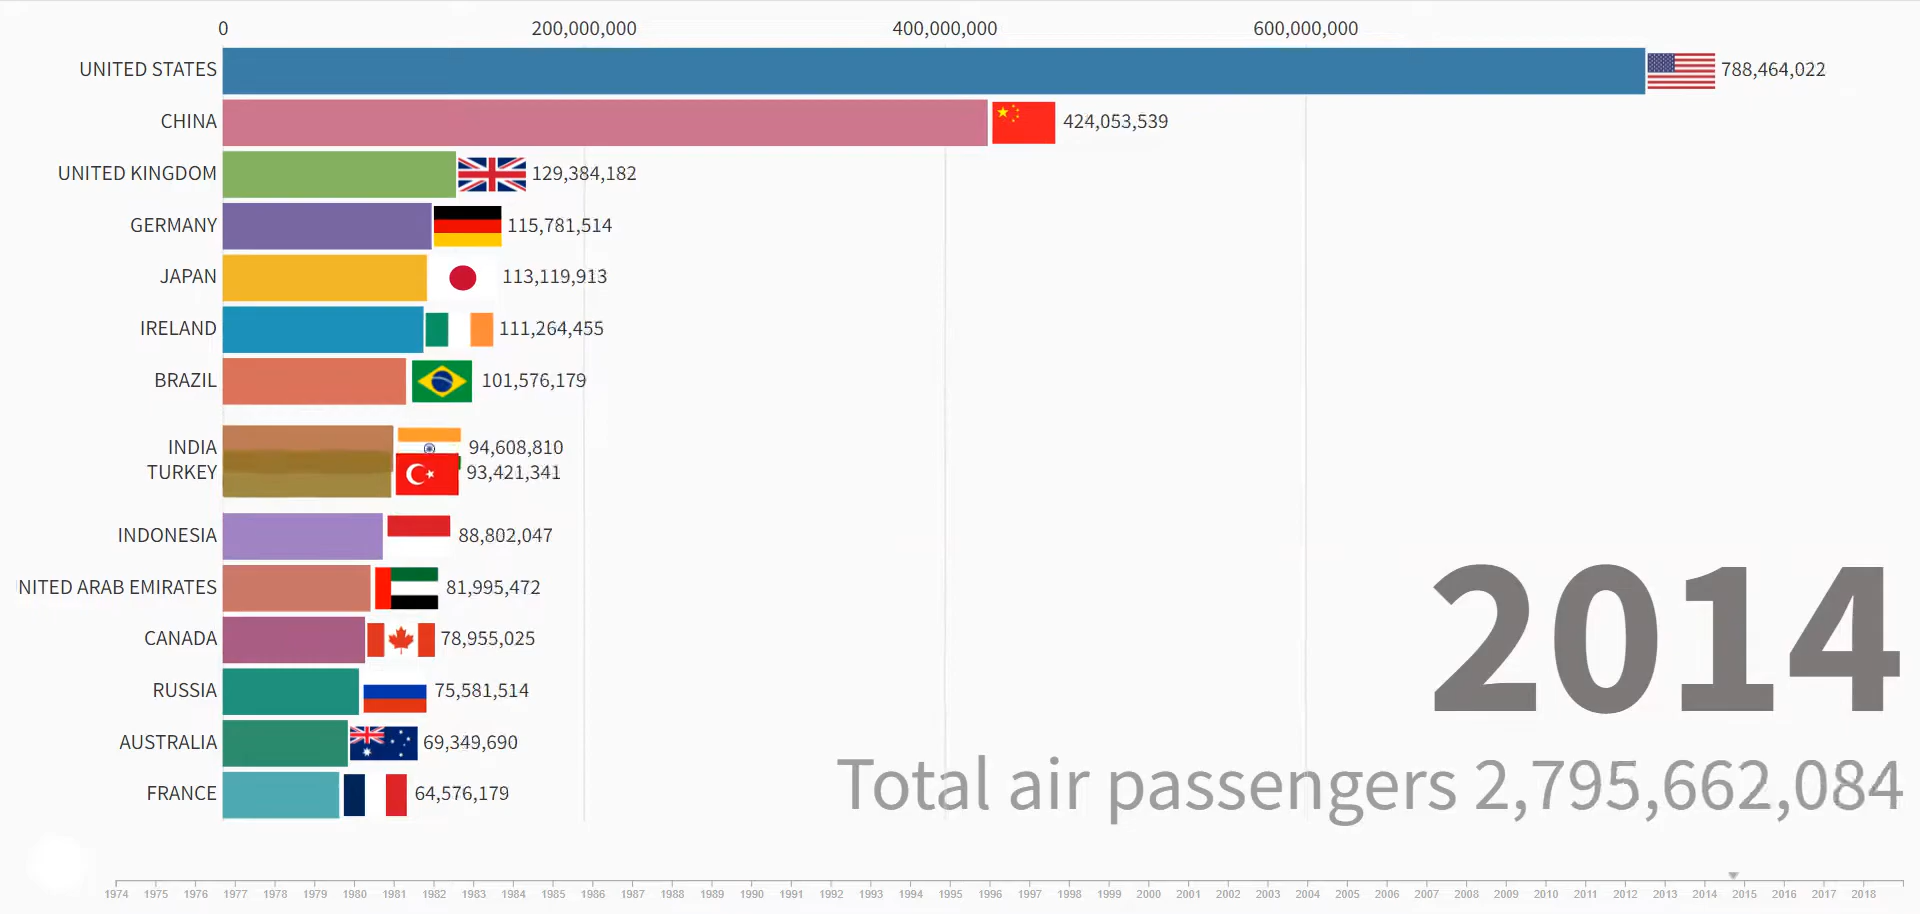 0 200,000,000 400,000,000 600,000,000
UNITED STATES 788,464,022
CHINA 424,053,539
UNITED KINGDOM 129,384,182
GERMANY 115,781,514
JAPAN 113,119,913
IRELAND 111,264,455
BRAZIL 101,576,179
INDIA 94,608,810
TURKEY 93,421,341
INDONESIA 88,802,047
NITED ARAB EMIRATES 81,995,472
CANADA 78,955,025
RUSSIA 75,581,514
AUSTRALIA 69,349,690
FRANCE 64,576,179
2014
Total air passengers 2,795,662,084
1974 1975 1976 1977 1978 1979 1980 1981 1982 1983 1984 1985 1986 1987 1988 1989 1990 1991 1992 1993 1994 1995 1996 1997 1998 1999 2000 2001 2002 2003 2004 2005 2006 2007 2008 2009 2010 2011 2012 2013 2014 2015 2016 2017 2018